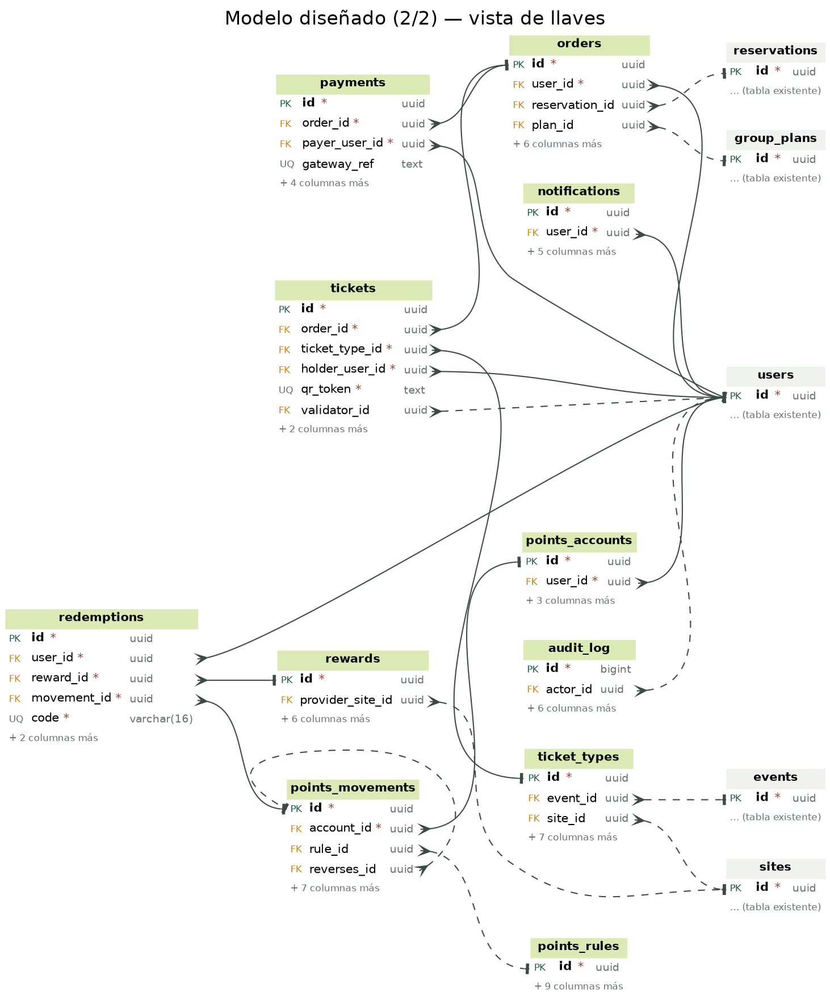 Modelo diseñado (2/2) — vista de llaves
payments
PK id * uuid
FK order_id * uuid
FK payer_user_id * uuid
UQ gateway_ref text
+ 4 columnas más
orders
PK id * uuid
FK user_id * uuid
FK reservation_id uuid
FK plan_id uuid
+ 6 columnas más
reservations
PK id * uuid
... (tabla existente)
group_plans
PK id * uuid
... (tabla existente)
notifications
PK id * uuid
FK user_id * uuid
+ 5 columnas más
tickets
PK id * uuid
FK order_id * uuid
FK ticket_type_id * uuid
FK holder_user_id * uuid
UQ qr_token * text
FK validator_id uuid
+ 2 columnas más
users
PK id * uuid
... (tabla existente)
points_accounts
PK id * uuid
FK user_id * uuid
+ 3 columnas más
redemptions
PK id * uuid
FK user_id * uuid
FK reward_id * uuid
FK movement_id * uuid
UQ code * varchar(16)
+ 2 columnas más
rewards
PK id * uuid
FK provider_site_id uuid
+ 6 columnas más
audit_log
PK id * bigint
FK actor_id uuid
+ 6 columnas más
points_movements
PK id * uuid
FK account_id * uuid
FK rule_id uuid
FK reverses_id uuid
+ 7 columnas más
ticket_types
PK id * uuid
FK event_id uuid
FK site_id uuid
+ 7 columnas más
events
PK id * uuid
... (tabla existente)
sites
PK id * uuid
... (tabla existente)
points_rules
PK id * uuid
+ 9 columnas más